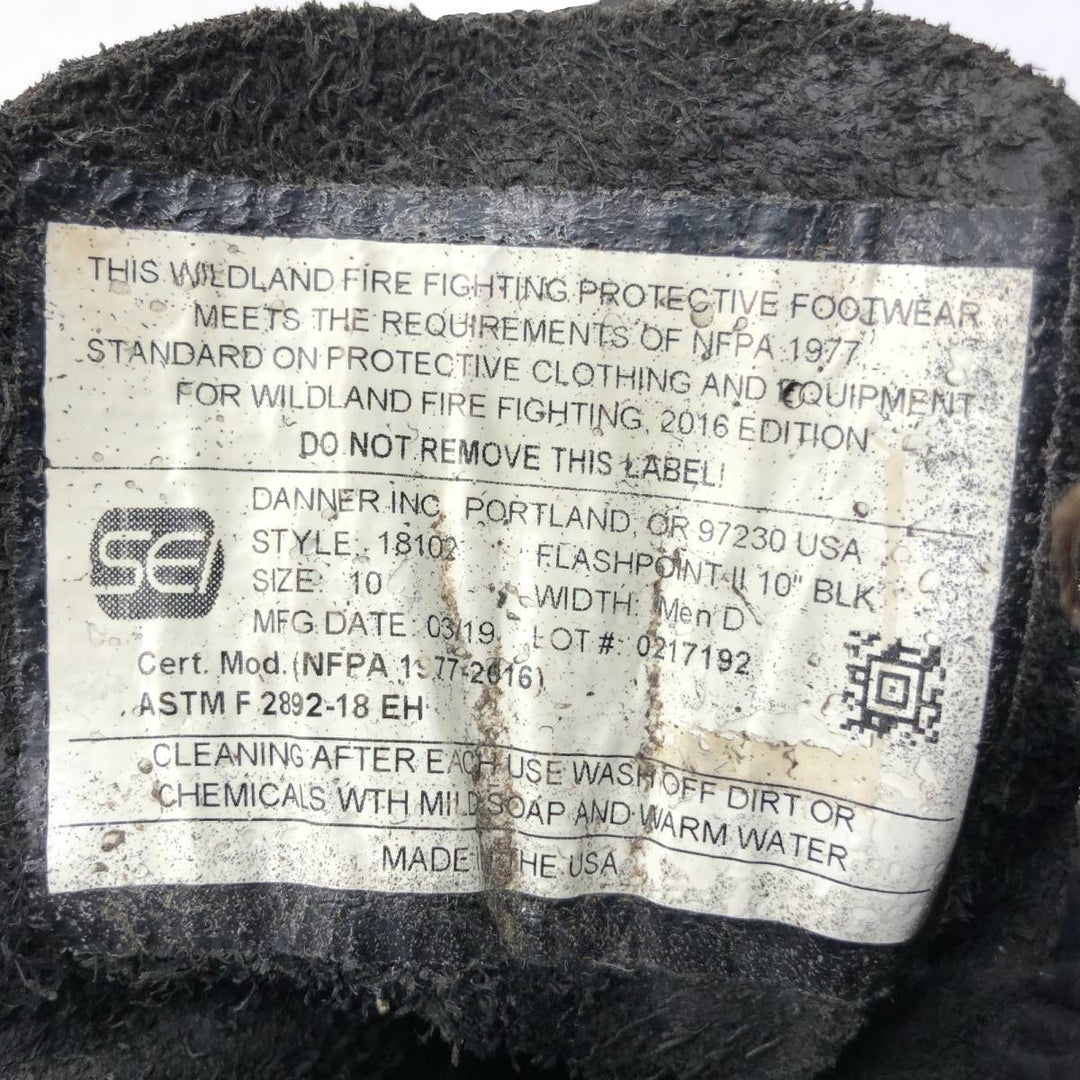 THIS WILDLAND FIRE FIGHTING PROTECTIVE FOOTWEAR
MEETS THE REQUIREMENTS OF NFPA 1977
STANDARD ON PROTECTIVE CLOTHING AND EQUIPMENT
FOR WILDLAND FIRE FIGHTING, 2016 EDITION
DO NOT REMOVE THIS LABEL!
SEI
DANNER INC. PORTLAND, OR 97230 USA
STYLE: 18102 FLASHPOINT II 10" BLK
SIZE: 10 WIDTH: Men D
MFG DATE 03/19 LOT #: 0217192
Cert. Mod. (NFPA 1977-2016)
ASTM F 2892-18 EH
CLEANING AFTER EACH USE WASH OFF DIRT OR
CHEMICALS WTH MILD SOAP AND WARM WATER
MADE THE USA